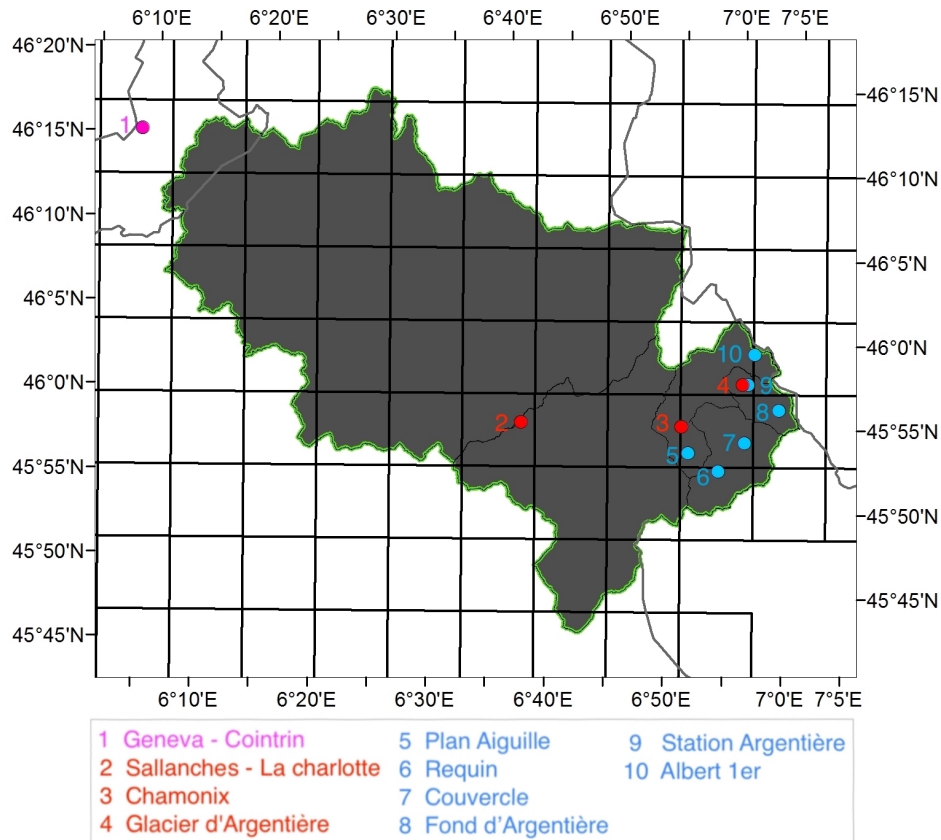 6°10'E 6°20'E 6°30'E 6°40'E 6°50'E 7°0'E 7°5'E
46°20'N
46°15'N
46°10'N
46°5'N
46°0'N
45°55'N
45°50'N
45°45'N
46°15'N
46°10'N
46°5'N
46°0'N
45°55'N
45°50'N
45°45'N
1
10
4 9
8
2 3
7
5
6
6°10'E 6°20'E 6°30'E 6°40'E 6°50'E 7°0'E 7°5'E
1 Geneva - Cointrin
2 Sallanches - La charlotte
3 Chamonix
4 Glacier d'Argentière
5 Plan Aiguille
6 Requin
7 Couvercle
8 Fond d'Argentière
9 Station Argentière
10 Albert 1er